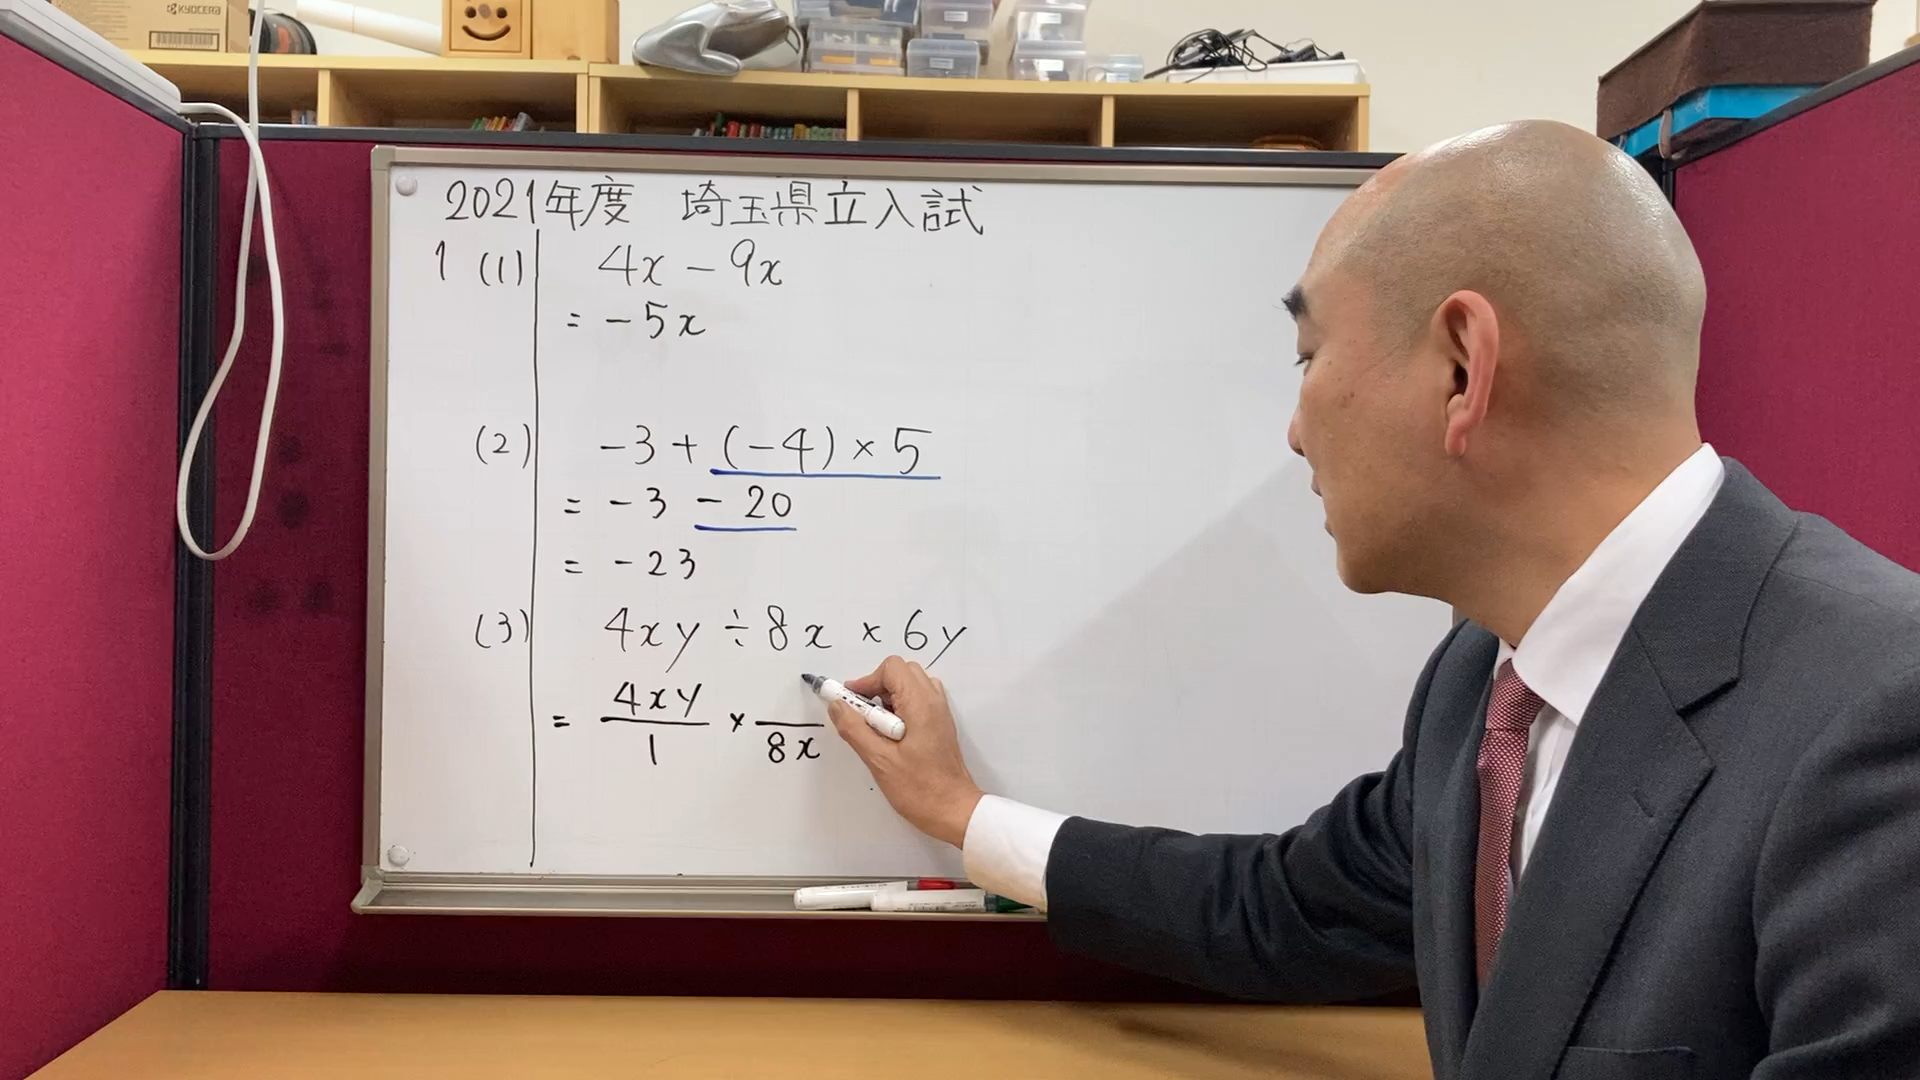 KYOCERA
2021年度 埼玉県立入試
1 (1) 4x - 9x
= -5x
(2) -3 + (-4) × 5
= -3 - 20
= -23
(3) 4xy ÷ 8x × 6y
= 4xy/1 × /8x